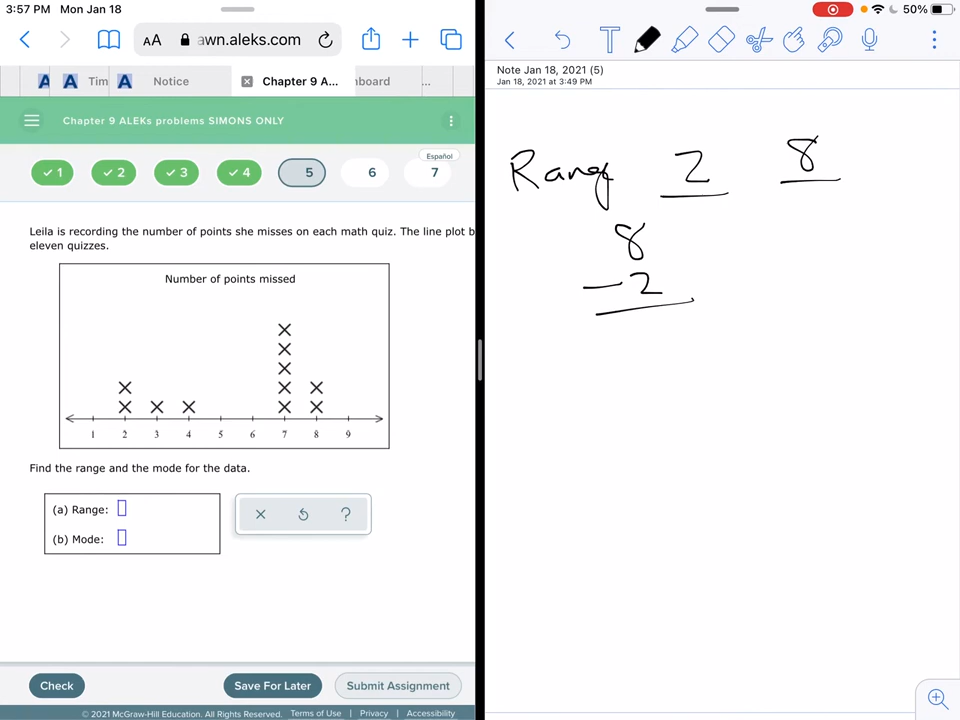 3:57 PM Mon Jan 18
50%
AA
awn.aleks.com
A
A Tim
A Notice
Chapter 9 A...
board
...
Chapter 9 ALEKs problems SIMONS ONLY
Español
1
2
3
4
5
6
7
Leila is recording the number of points she misses on each math quiz. The line plot b
eleven quizzes.
Number of points missed
1 2 3 4 5 6 7 8 9
Find the range and the mode for the data.
(a) Range:
(b) Mode:
?
Check
Save For Later
Submit Assignment
© 2021 McGraw-Hill Education. All Rights Reserved. Terms of Use | Privacy | Accessibility
T
Note Jan 18, 2021 (5)
Jan 18, 2021 at 3:49 PM
Range 2 8
8
- 2